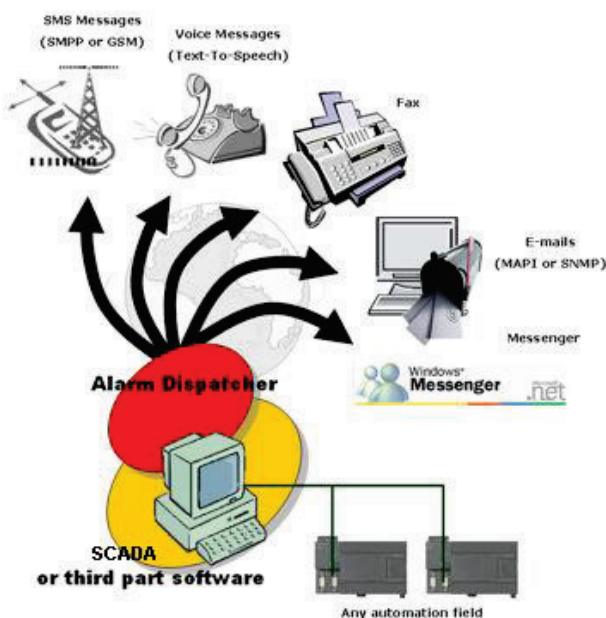 SMS Messages
(SMPP or GSM)
Voice Messages
(Text-To-Speech)
Fax
E-mails
(MAPI or SNMP)
Messenger
Windows®
Messenger
Microsoft
.net
Alarm Dispatcher
SCADA
or third part software
Any automation field